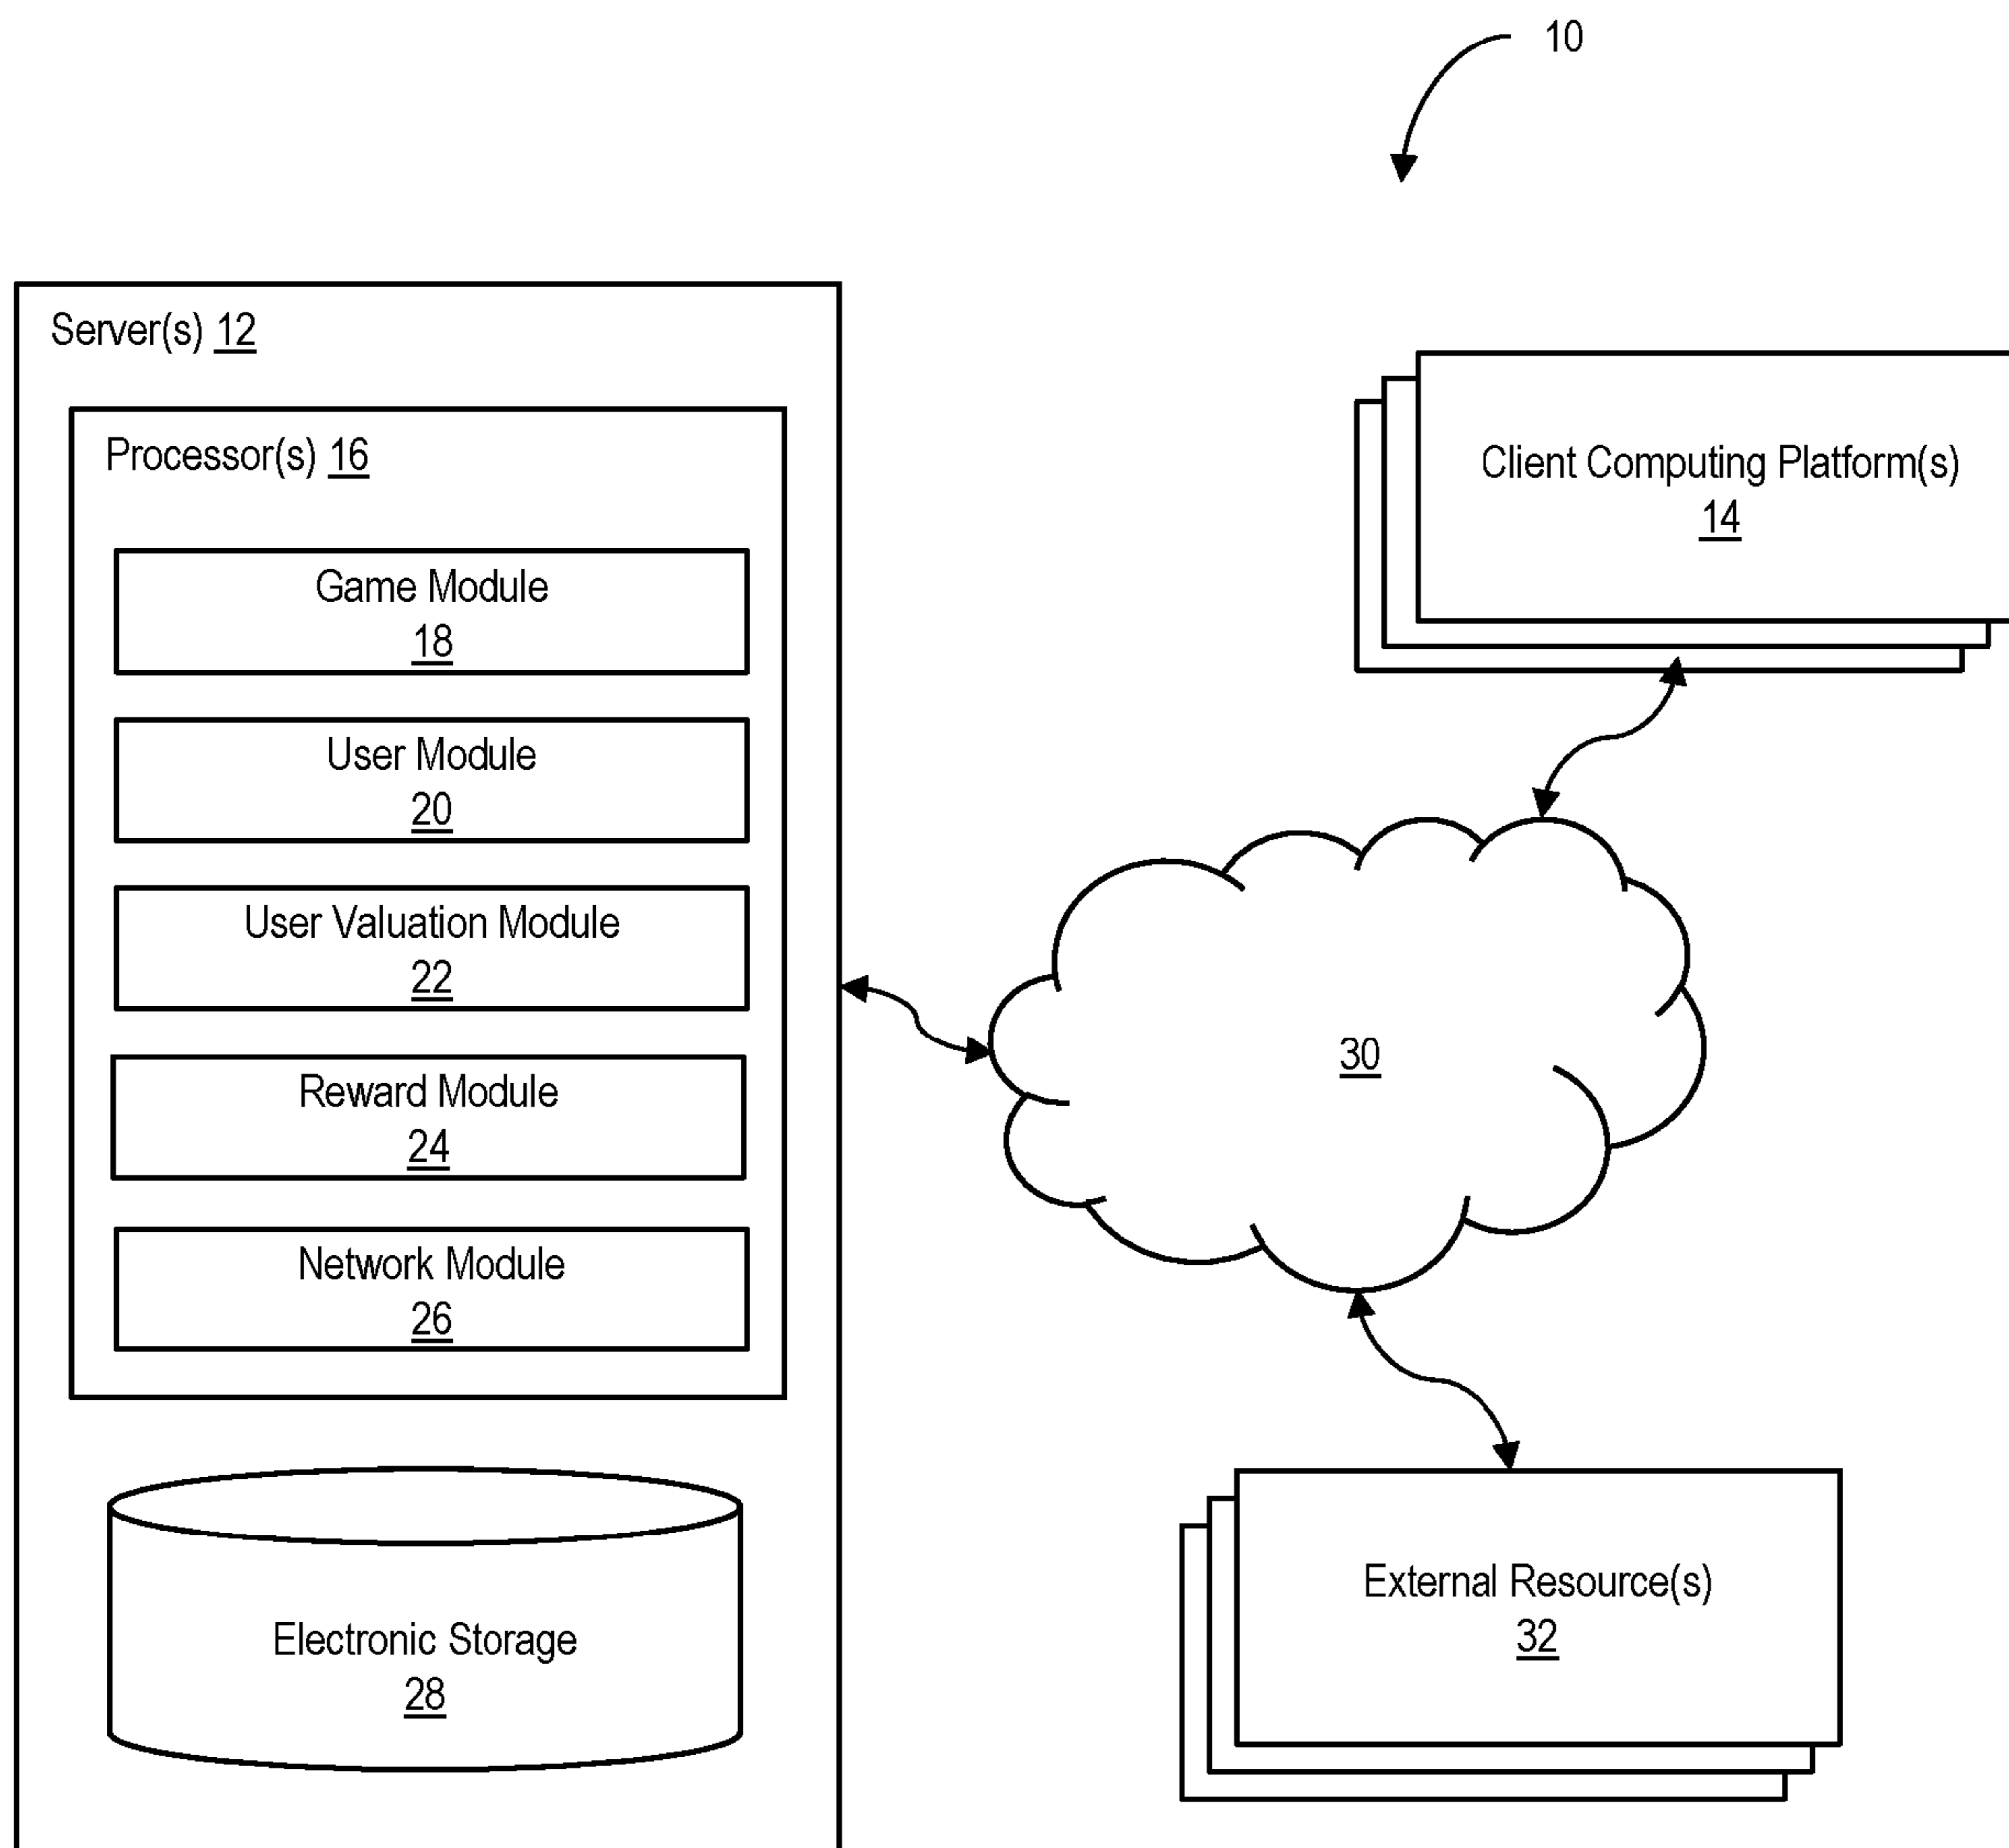 10
Server(s) 12
Processor(s) 16
Game Module
18
User Module
20
User Valuation Module
22
Reward Module
24
Network Module
26
Electronic Storage
28
Client Computing Platform(s)
14
30
External Resource(s)
32